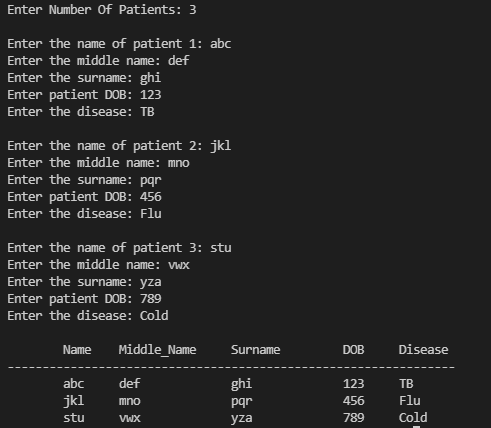 Enter Number Of Patients: 3
Enter the name of patient 1: abc
Enter the middle name: def
Enter the surname: ghi
Enter patient DOB: 123
Enter the disease: TB
Enter the name of patient 2: jkl
Enter the middle name: mno
Enter the surname: pqr
Enter patient DOB: 456
Enter the disease: Flu
Enter the name of patient 3: stu
Enter the middle name: vwx
Enter the surname: yza
Enter patient DOB: 789
Enter the disease: Cold
Name Middle_Name Surname DOB Disease
----------------------------------------------------------------
abc def ghi 123 TB
jkl mno pqr 456 Flu
stu vwx yza 789 Cold